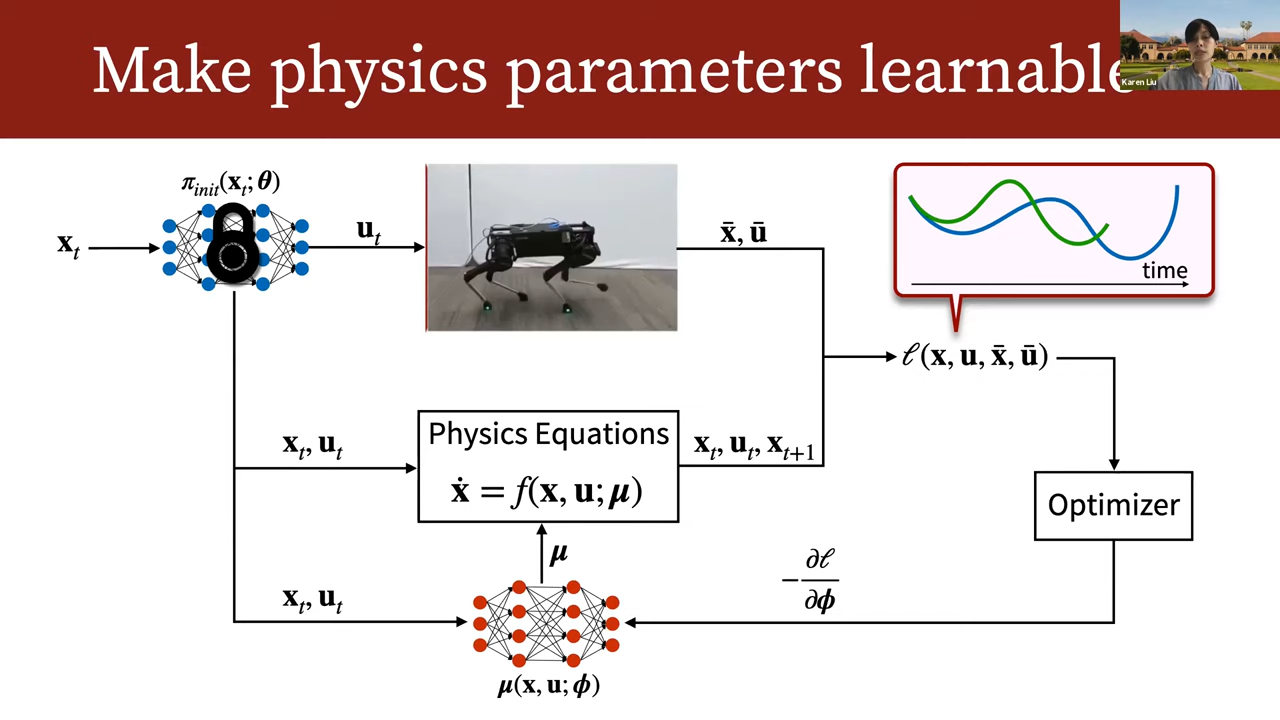 Make physics parameters learnable
Karen Liu
π_init(x_t; θ)
x_t
u_t
x̄, ū
time
ℓ(x, u, x̄, ū)
x_t, u_t
Physics Equations
ẋ = f(x, u; μ)
x_t, u_t, x_{t+1}
Optimizer
μ
−∂ℓ/∂ϕ
x_t, u_t
μ(x, u; ϕ)